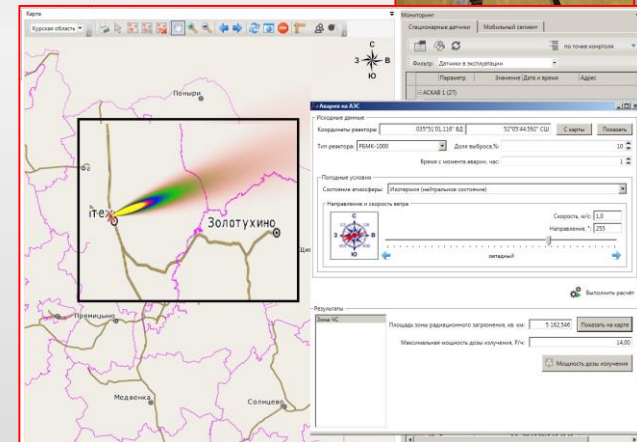 Карта
Курская область
С
З
В
Ю
Поныри
Золотухино
Прямицыно
Медвенка
Солнцево
Мониторинг
Стационарные датчики
Мобильный сегмент
по точке контроля
Фильтр:
Датчики в эксплуатации
Параметр
Значение
Дата и время
Адрес
АСКАВ 1 (27)
Авария на АЭС
Исходные данные
Координаты реактора:
035°51'01.116" ВД
52°05'44.592" СШ
С карты
Показать
Тип реактора:
РБМК-1000
Доля выброса,%:
10
Время с момента аварии, час:
1
Погодные условия
Состояние атмосферы:
Изотермия (нейтральное состояние)
Направление и скорость ветра
С
Ю
Скорость, м/с:
1,0
Направление, °:
255
западный
Выполнить расчёт
Результаты
Зона ЧС
Площадь зоны радиационного загрязнения, кв. км:
5 162,546
Показать на карте
Максимальная мощность дозы излучения, Р/ч:
14,00
Мощность дозы излучения